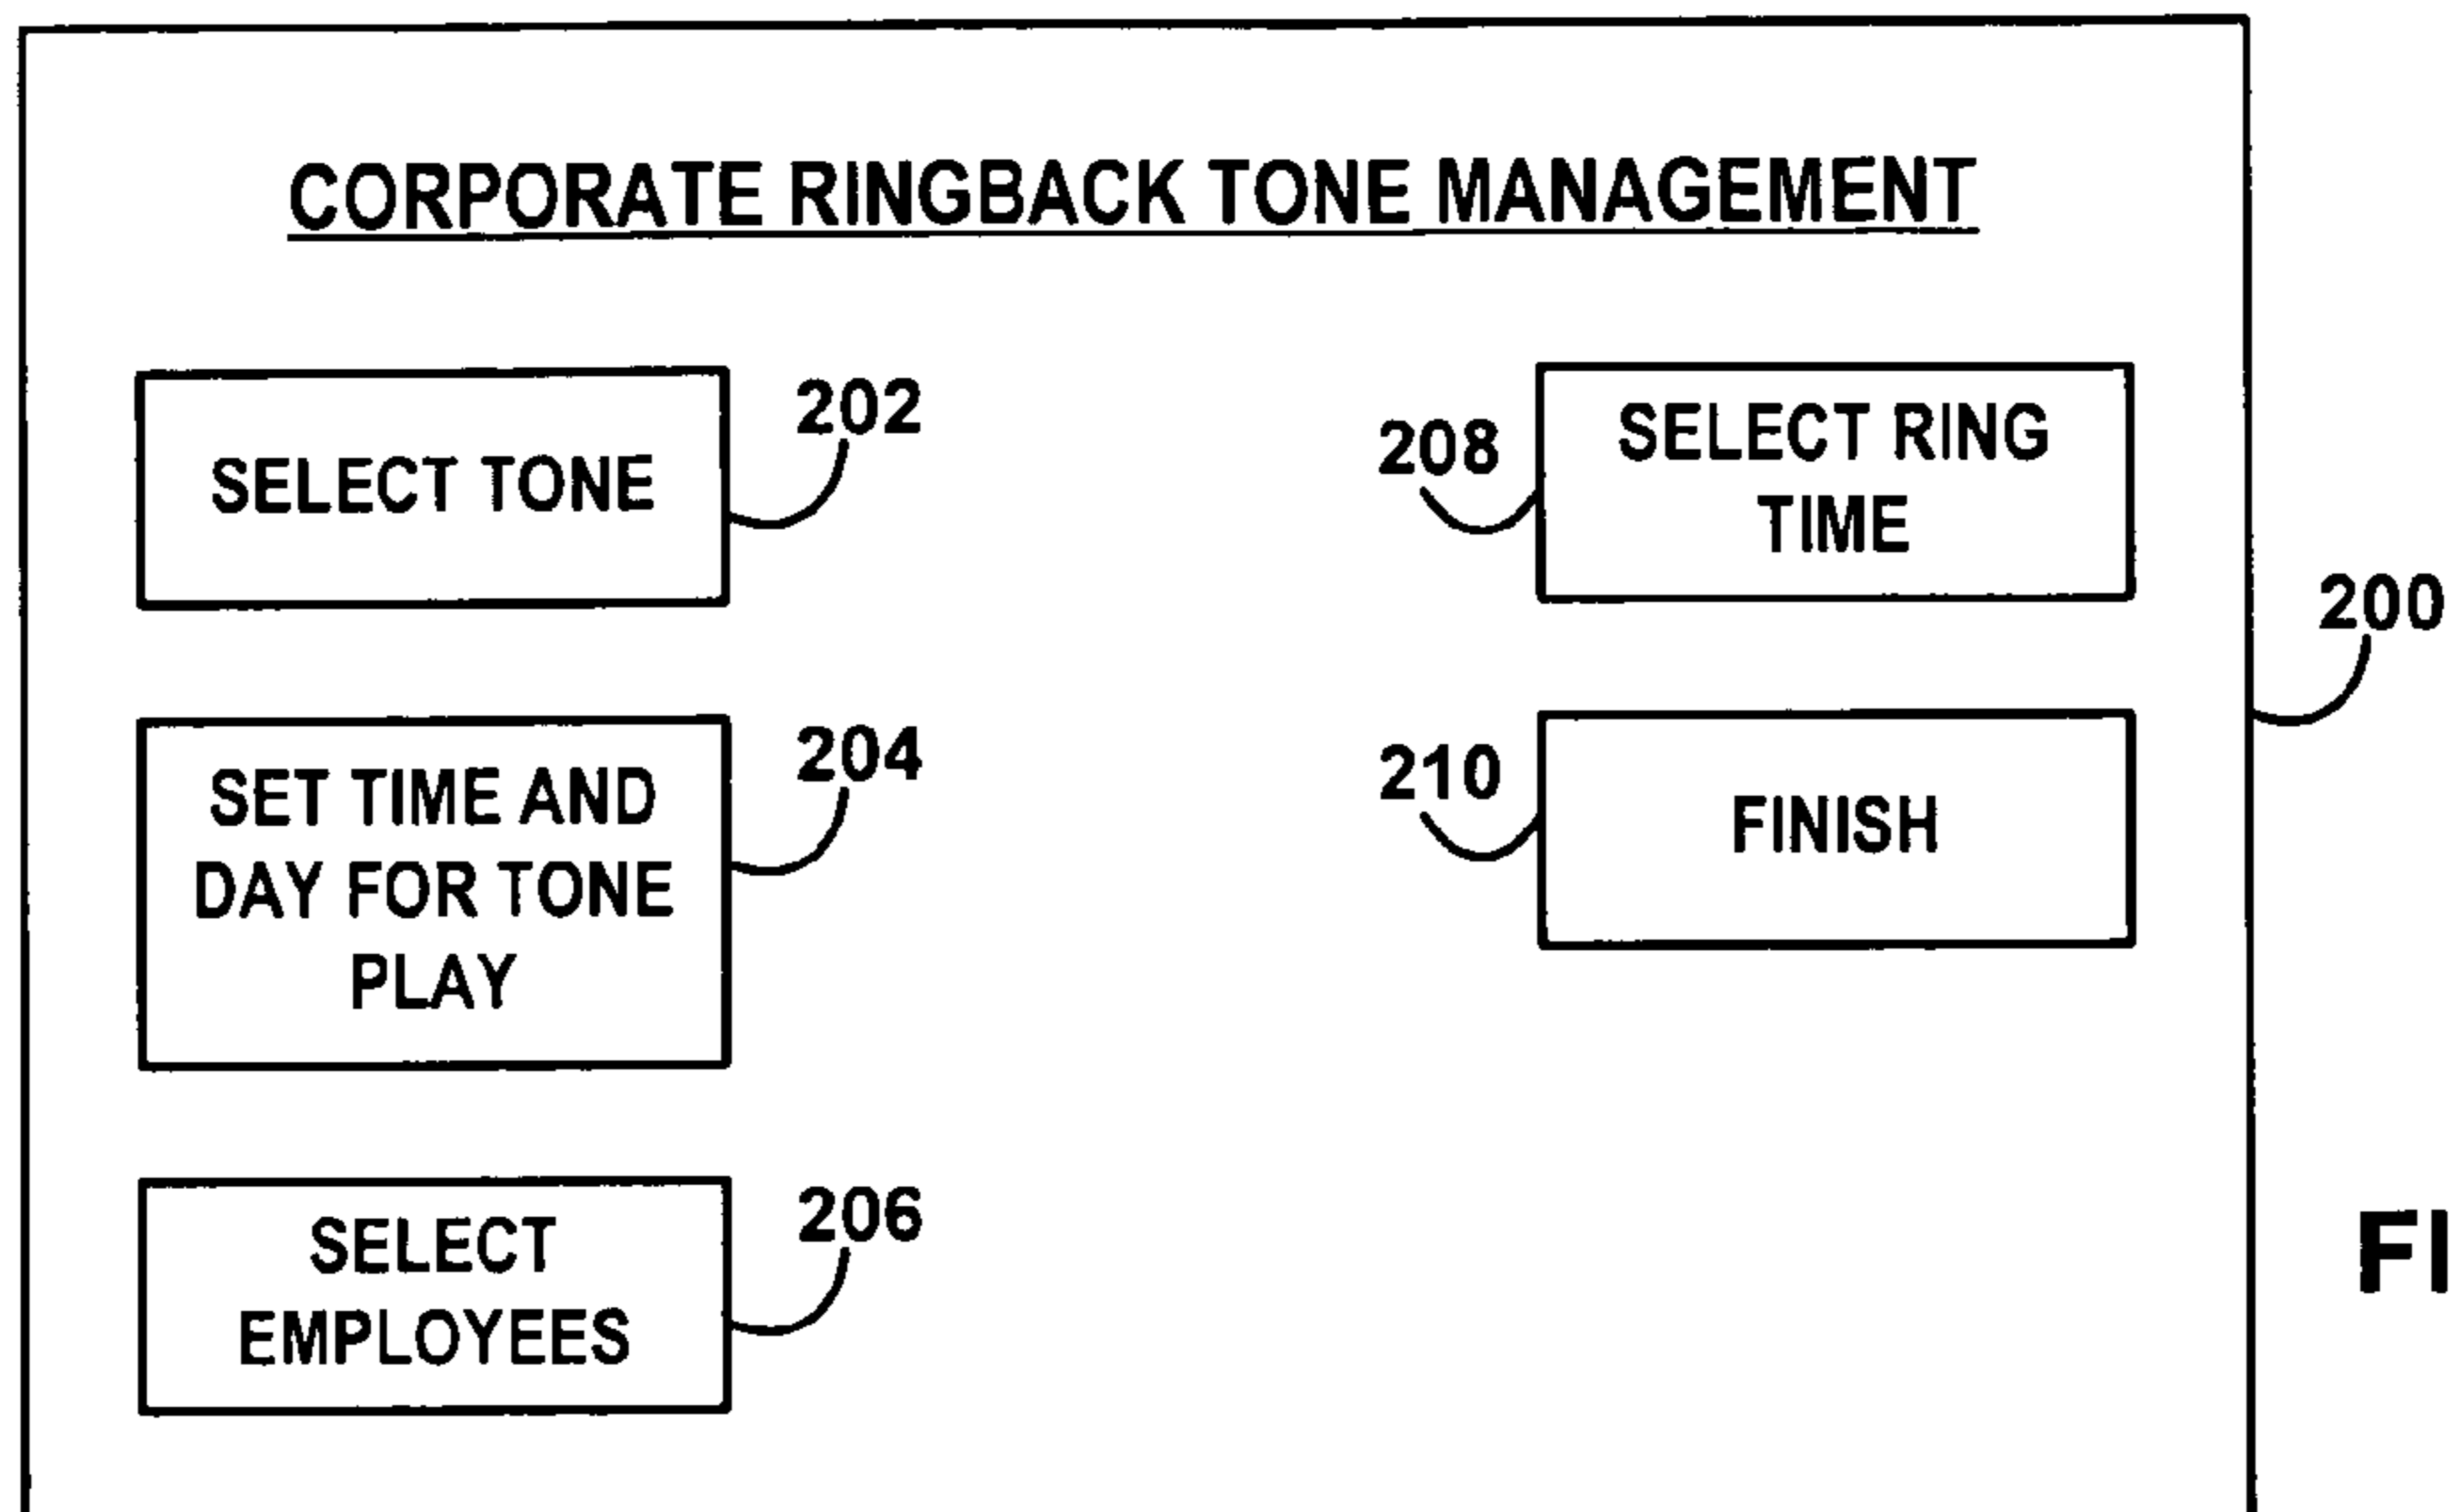 CORPORATE RINGBACK TONE MANAGEMENT
SELECT TONE
202
SET TIME AND
DAY FOR TONE
PLAY
204
SELECT
EMPLOYEES
206
208
SELECT RING
TIME
210
FINISH
200
FI